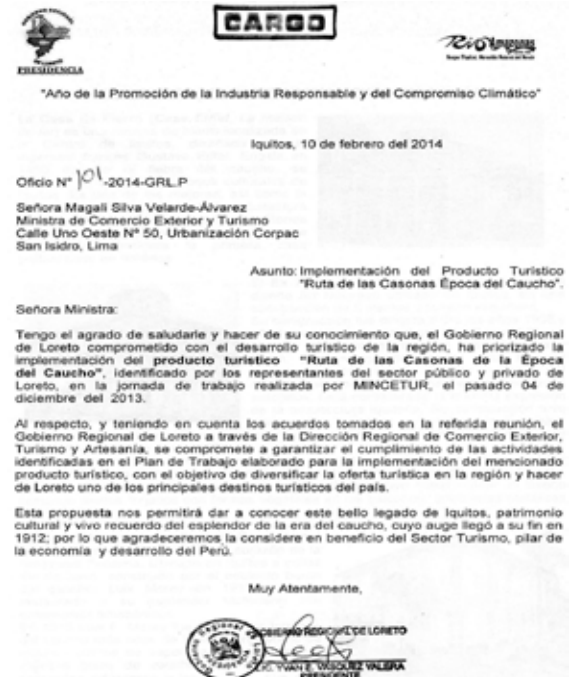 CARGO
PRESIDENCIA
"Año de la Promoción de la Industria Responsable y del Compromiso Climático"
Iquitos, 10 de febrero del 2014
Oficio N° 101-2014-GRL.P
Señora Magali Silva Velarde-Álvarez
Ministra de Comercio Exterior y Turismo
Calle Uno Oeste Nº 50, Urbanización Corpac
San Isidro, Lima
Asunto: Implementación del Producto Turístico
"Ruta de las Casonas Época del Caucho".
Señora Ministra:
Tengo el agrado de saludarle y hacer de su conocimiento que, el Gobierno Regional
de Loreto comprometido con el desarrollo turístico de la región, ha priorizado la
implementación del producto turístico "Ruta de las Casonas de la Época
del Caucho", identificado por los representantes del sector público y privado de
Loreto, en la jornada de trabajo realizada por MINCETUR, el pasado 04 de
diciembre del 2013.
Al respecto, y teniendo en cuenta los acuerdos tomados en la referida reunión, el
Gobierno Regional de Loreto a través de la Dirección Regional de Comercio Exterior,
Turismo y Artesanía, se compromete a garantizar el cumplimiento de las actividades
identificadas en el Plan de Trabajo elaborado para la implementación del mencionado
producto turístico, con el objetivo de diversificar la oferta turística en la región y hacer
de Loreto uno de los principales destinos turísticos del país.
Esta propuesta nos permitirá dar a conocer este bello legado de Iquitos, patrimonio
cultural y vivo recuerdo del esplendor de la era del caucho, cuyo auge llegó a su fin en
1912; por lo que agradeceremos la considere en beneficio del Sector Turismo, pilar de
la economía y desarrollo del Perú.
Muy Atentamente,
GOBIERNO REGIONAL DE LORETO
LIC. YVAN E. VASQUEZ VALERA
PRESIDENTE